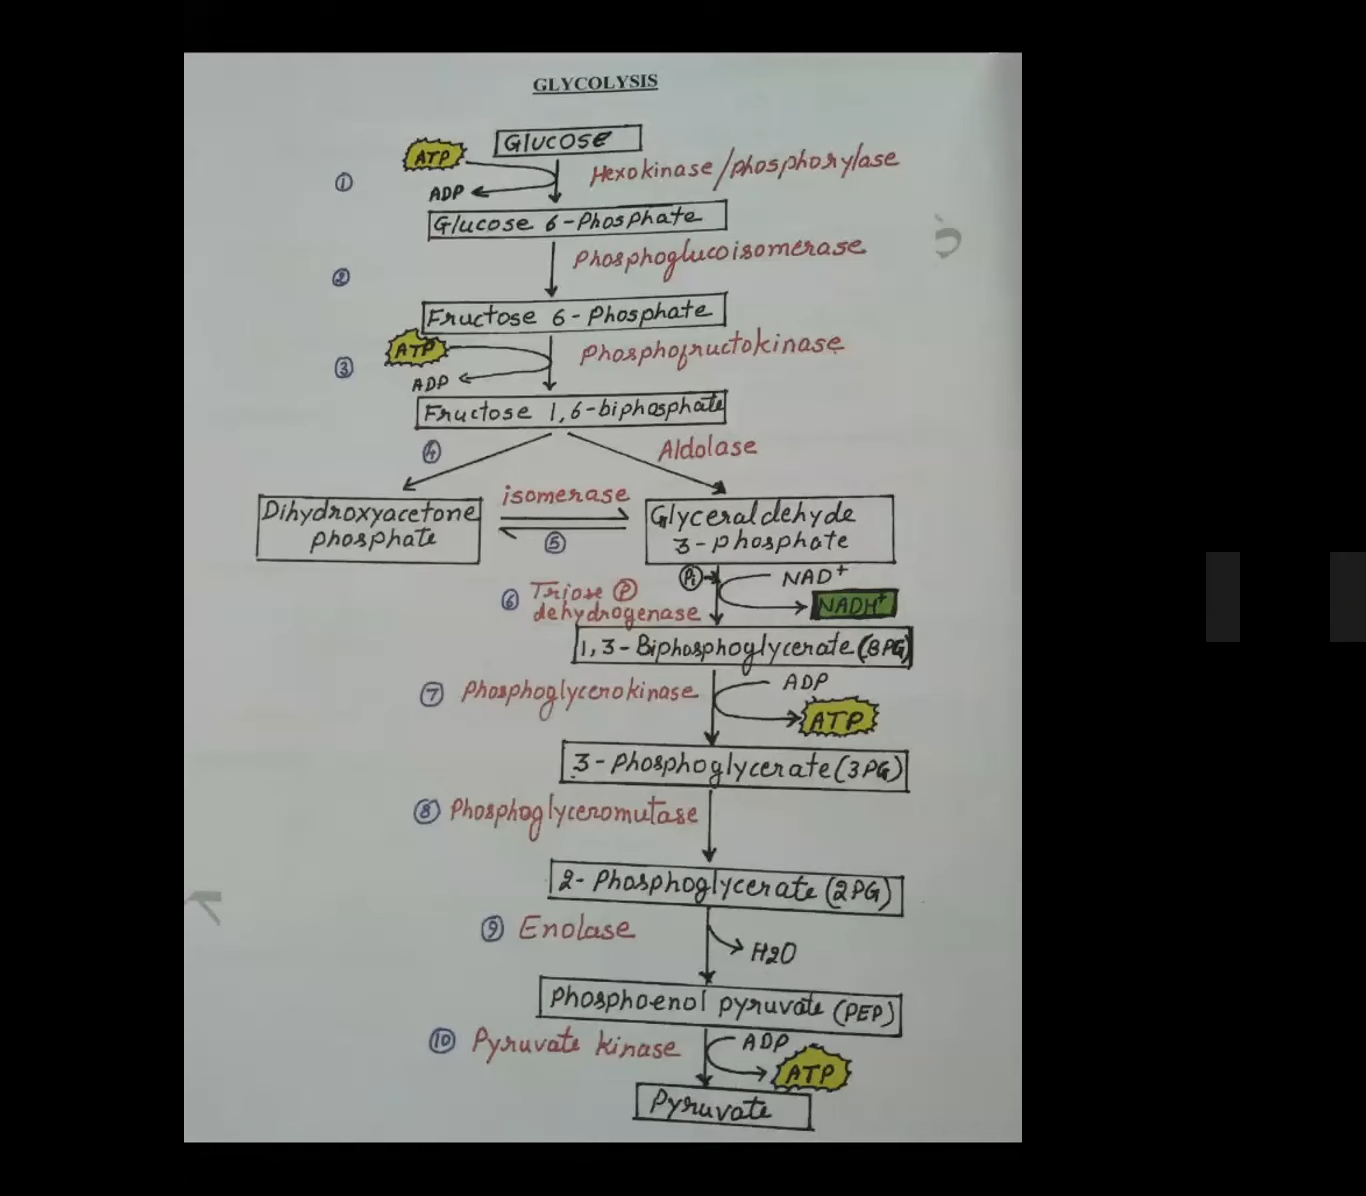 GLYCOLYSIS
Glucose
ATP
ADP
① Hexokinase/phosphorylase
Glucose 6-Phosphate
② Phosphoglucoisomerase
Fructose 6-Phosphate
ATP
ADP
③ Phosphofructokinase
Fructose 1,6-biphosphate
④ Aldolase
Dihydroxyacetone
phosphate
isomerase
⑤
Glyceraldehyde
3-phosphate
Pi NAD+
NADH+
⑥ Triose Ⓟ
dehydrogenase
1,3-Biphosphoglycerate (BPG)
⑦ Phosphoglycerokinase
ADP
ATP
3-Phosphoglycerate (3PG)
⑧ Phosphoglyceromutase
2-Phosphoglycerate (2PG)
⑨ Enolase
H2O
Phosphoenol pyruvate (PEP)
⑩ Pyruvate kinase
ADP
ATP
Pyruvate